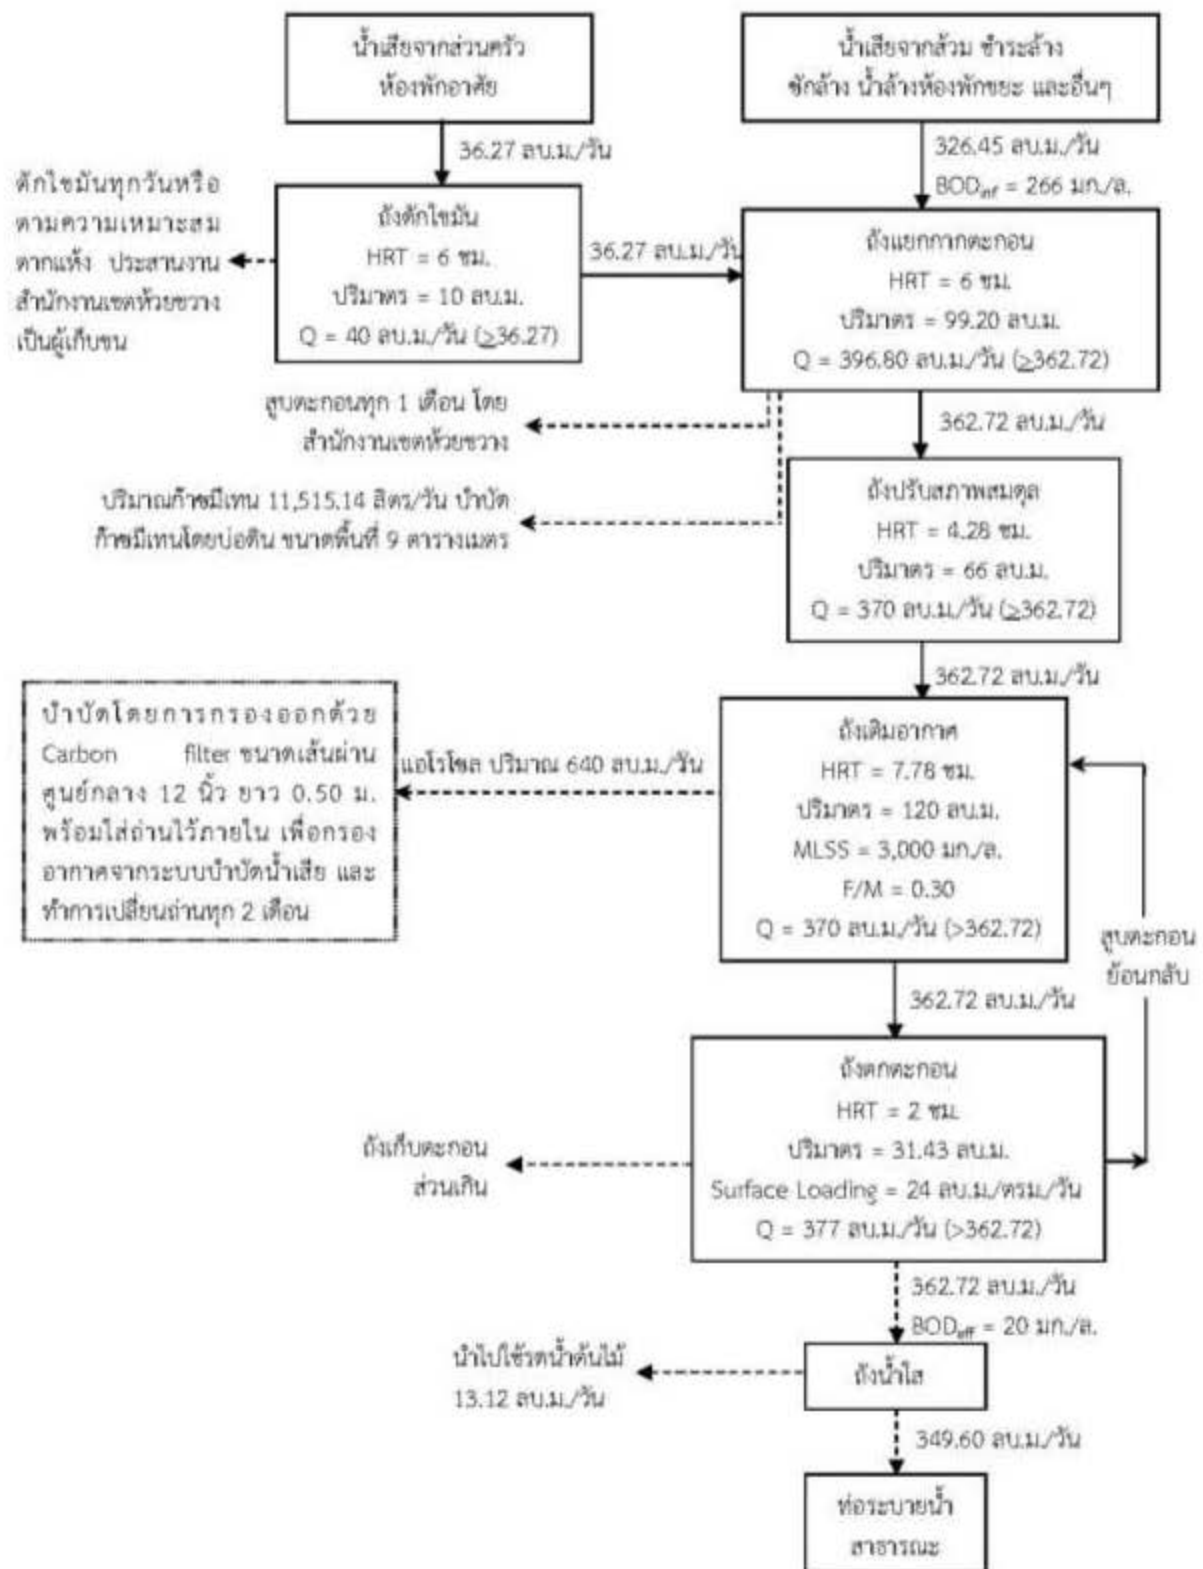 น้ำเสียจากส่วนครัว
ห้องพักอาศัย
น้ำเสียจากส้วม ชำระล้าง
ซักล้าง น้ำล้างห้องพักขยะ และอื่นๆ
36.27 ลบ.ม./วัน
326.45 ลบ.ม./วัน
BODinf = 266 มก./ล.
ดักไขมันทุกวันหรือ
ตามความเหมาะสม
ตากแห้ง ประสานงาน
สำนักงานเขตห้วยขวาง
เป็นผู้เก็บขน
ถังดักไขมัน
HRT = 6 ชม.
ปริมาตร = 10 ลบ.ม.
Q = 40 ลบ.ม./วัน (≥36.27)
36.27 ลบ.ม./วัน
ถังแยกกากตะกอน
HRT = 6 ชม.
ปริมาตร = 99.20 ลบ.ม.
Q = 396.80 ลบ.ม./วัน (≥362.72)
สูบตะกอนทุก 1 เดือน โดย
สำนักงานเขตห้วยขวาง
362.72 ลบ.ม./วัน
ปริมาณก๊าซมีเทน 11,515.14 ลิตร/วัน บำบัด
ก๊าซมีเทนโดยบ่อดิน ขนาดพื้นที่ 9 ตารางเมตร
ถังปรับสภาพสมดุล
HRT = 4.28 ชม.
ปริมาตร = 66 ลบ.ม.
Q = 370 ลบ.ม./วัน (≥362.72)
362.72 ลบ.ม./วัน
บำบัดโดยการกรองออกด้วย
Carbon filter ขนาดเส้นผ่าน
ศูนย์กลาง 12 นิ้ว ยาว 0.50 ม.
พร้อมใส่ถ่านไว้ภายใน เพื่อกรอง
อากาศจากระบบบำบัดน้ำเสีย และ
ทำการเปลี่ยนถ่านทุก 2 เดือน
แอโรโซล ปริมาณ 640 ลบ.ม./วัน
ถังเติมอากาศ
HRT = 7.78 ชม.
ปริมาตร = 120 ลบ.ม.
MLSS = 3,000 มก./ล.
F/M = 0.30
Q = 370 ลบ.ม./วัน (>362.72)
สูบตะกอน
ย้อนกลับ
362.72 ลบ.ม./วัน
ถังตกตะกอน
HRT = 2 ชม.
ปริมาตร = 31.43 ลบ.ม.
Surface Loading = 24 ลบ.ม./ตรม./วัน
Q = 377 ลบ.ม./วัน (>362.72)
ถังเก็บตะกอน
ส่วนเกิน
362.72 ลบ.ม./วัน
BODeff = 20 มก./ล.
นำไปใช้รดน้ำต้นไม้
13.12 ลบ.ม./วัน
ถังน้ำใส
349.60 ลบ.ม./วัน
ท่อระบายน้ำ
สาธารณะ